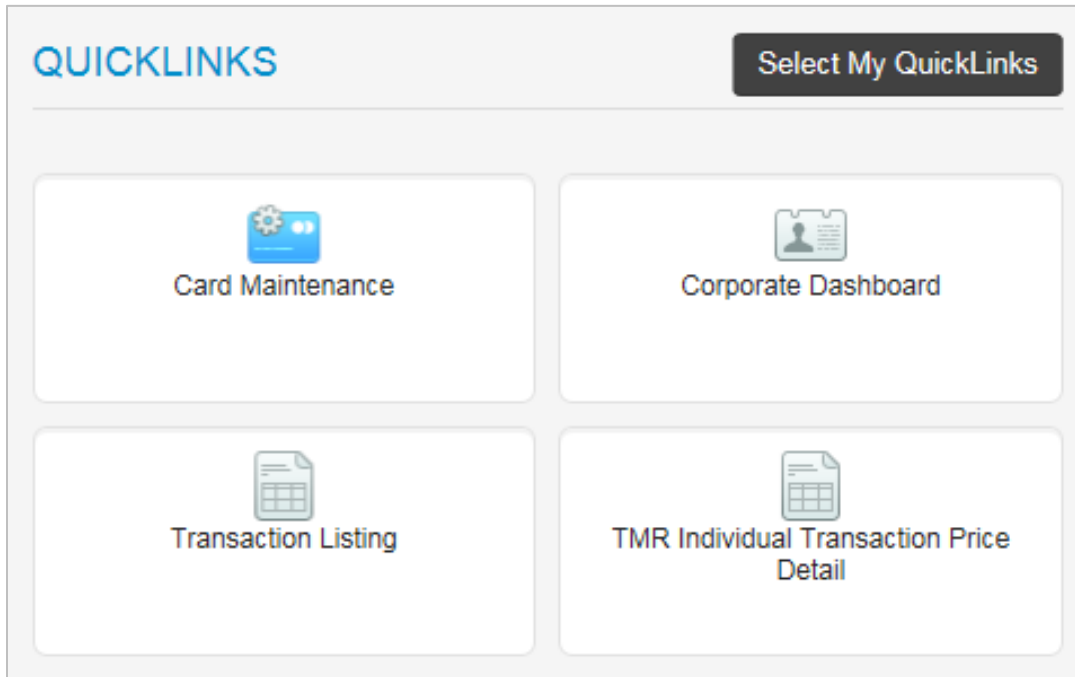 QUICKLINKS
Select My QuickLinks
Card Maintenance
Corporate Dashboard
Transaction Listing
TMR Individual Transaction Price
Detail